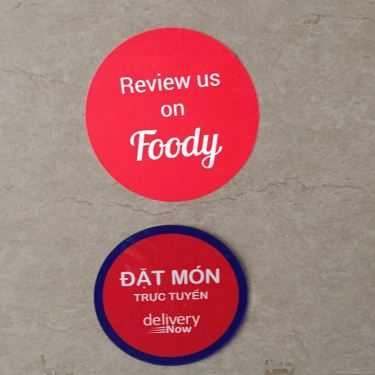 Review us
on
Foody
ĐẶT MÓN
TRỰC TUYẾN
delivery
Now